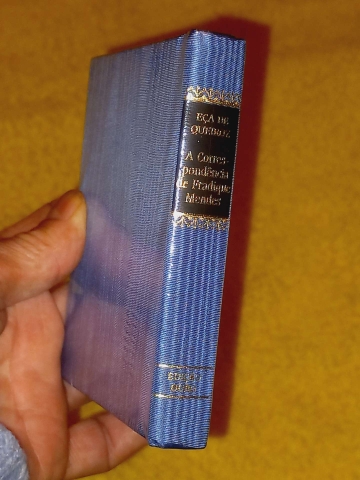 EÇA DE
QUEIROZ
A Corres-
pondência
de Fradique
Mendes